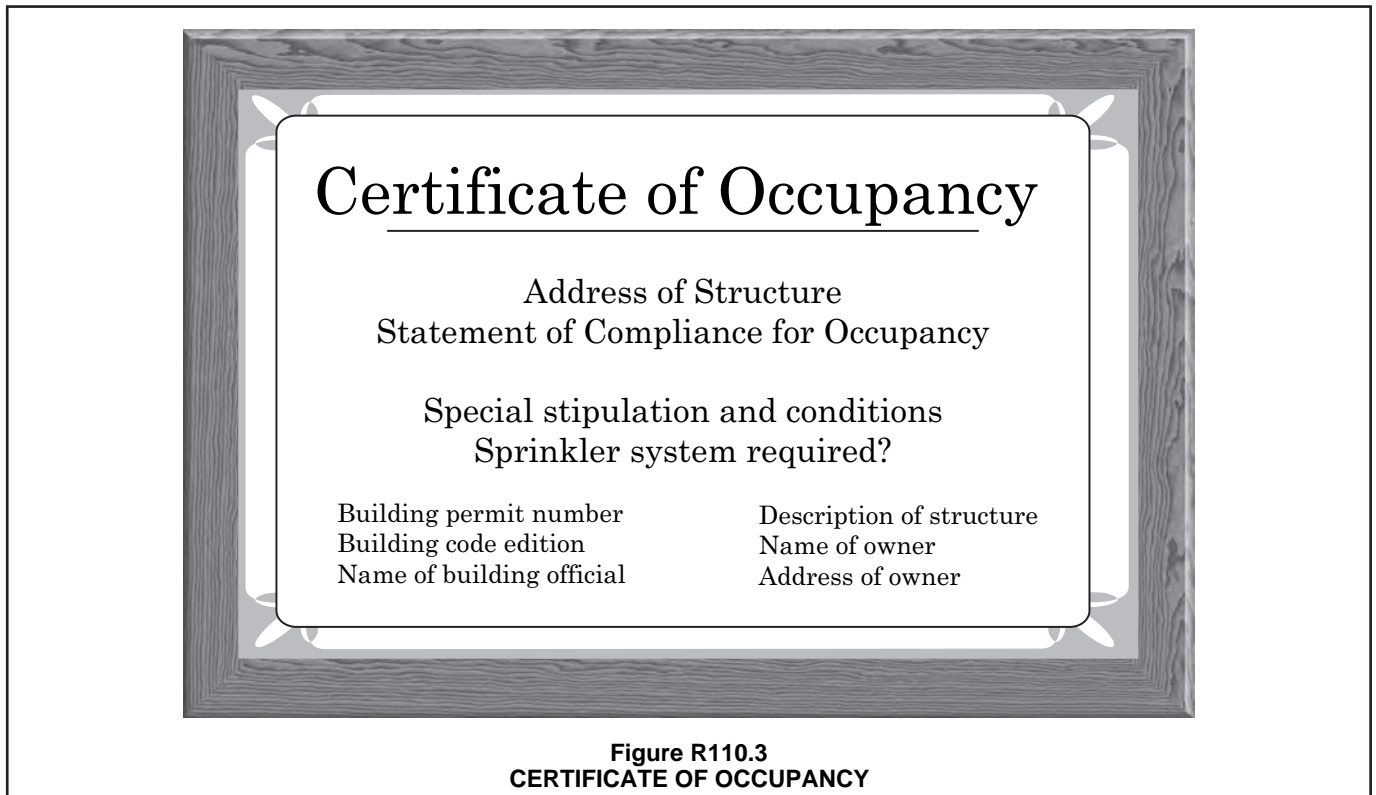 Certificate of Occupancy
Address of Structure
Statement of Compliance for Occupancy
Special stipulation and conditions
Sprinkler system required?
Building permit number
Building code edition
Name of building official
Description of structure
Name of owner
Address of owner
Figure R110.3
CERTIFICATE OF OCCUPANCY